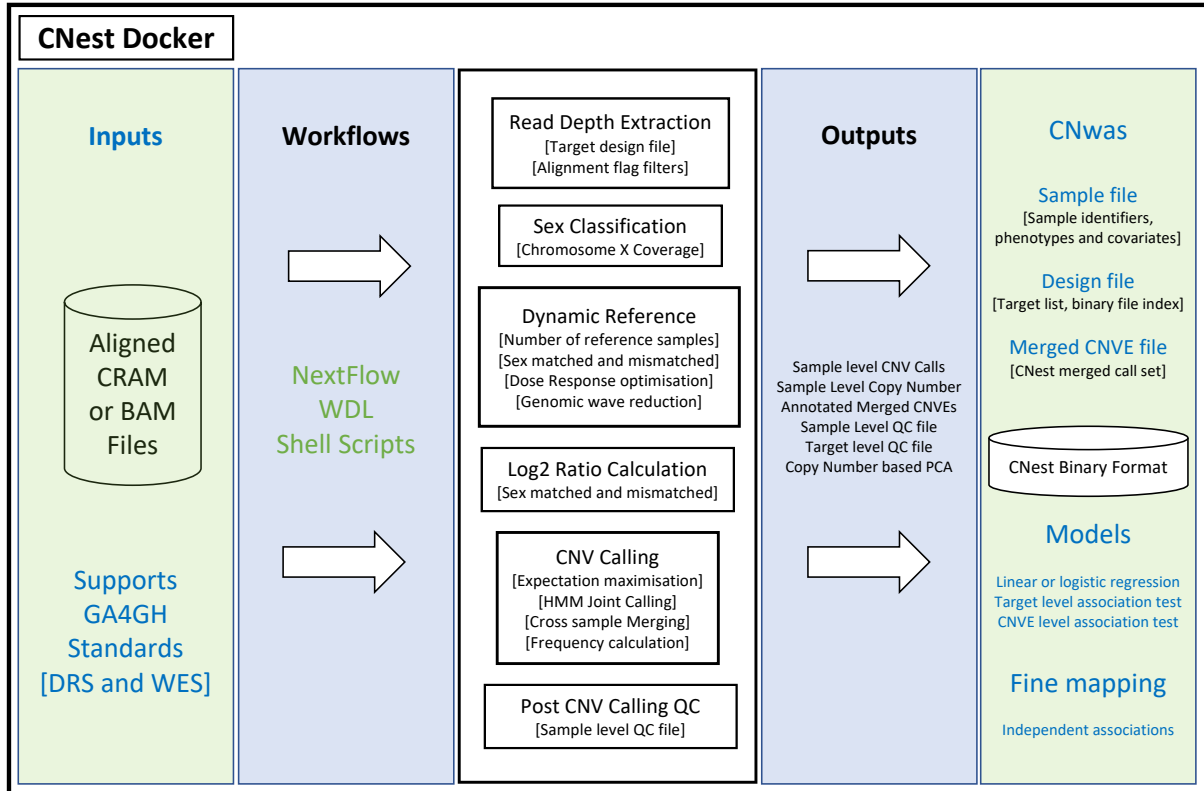 CNest Docker
Inputs
Aligned
CRAM
or BAM
Files
Supports
GA4GH
Standards
[DRS and WES]
Workflows
NextFlow
WDL
Shell Scripts
Read Depth Extraction
[Target design file]
[Alignment flag filters]
Sex Classification
[Chromosome X Coverage]
Dynamic Reference
[Number of reference samples]
[Sex matched and mismatched]
[Dose Response optimisation]
[Genomic wave reduction]
Log2 Ratio Calculation
[Sex matched and mismatched]
CNV Calling
[Expectation maximisation]
[HMM Joint Calling]
[Cross sample Merging]
[Frequency calculation]
Post CNV Calling QC
[Sample level QC file]
Outputs
Sample level CNV Calls
Sample Level Copy Number
Annotated Merged CNVEs
Sample Level QC file
Target level QC file
Copy Number based PCA
CNwas
Sample file
[Sample identifiers,
phenotypes and covariates]
Design file
[Target list, binary file index]
Merged CNVE file
[CNest merged call set]
CNest Binary Format
Models
Linear or logistic regression
Target level association test
CNVE level association test
Fine mapping
Independent associations